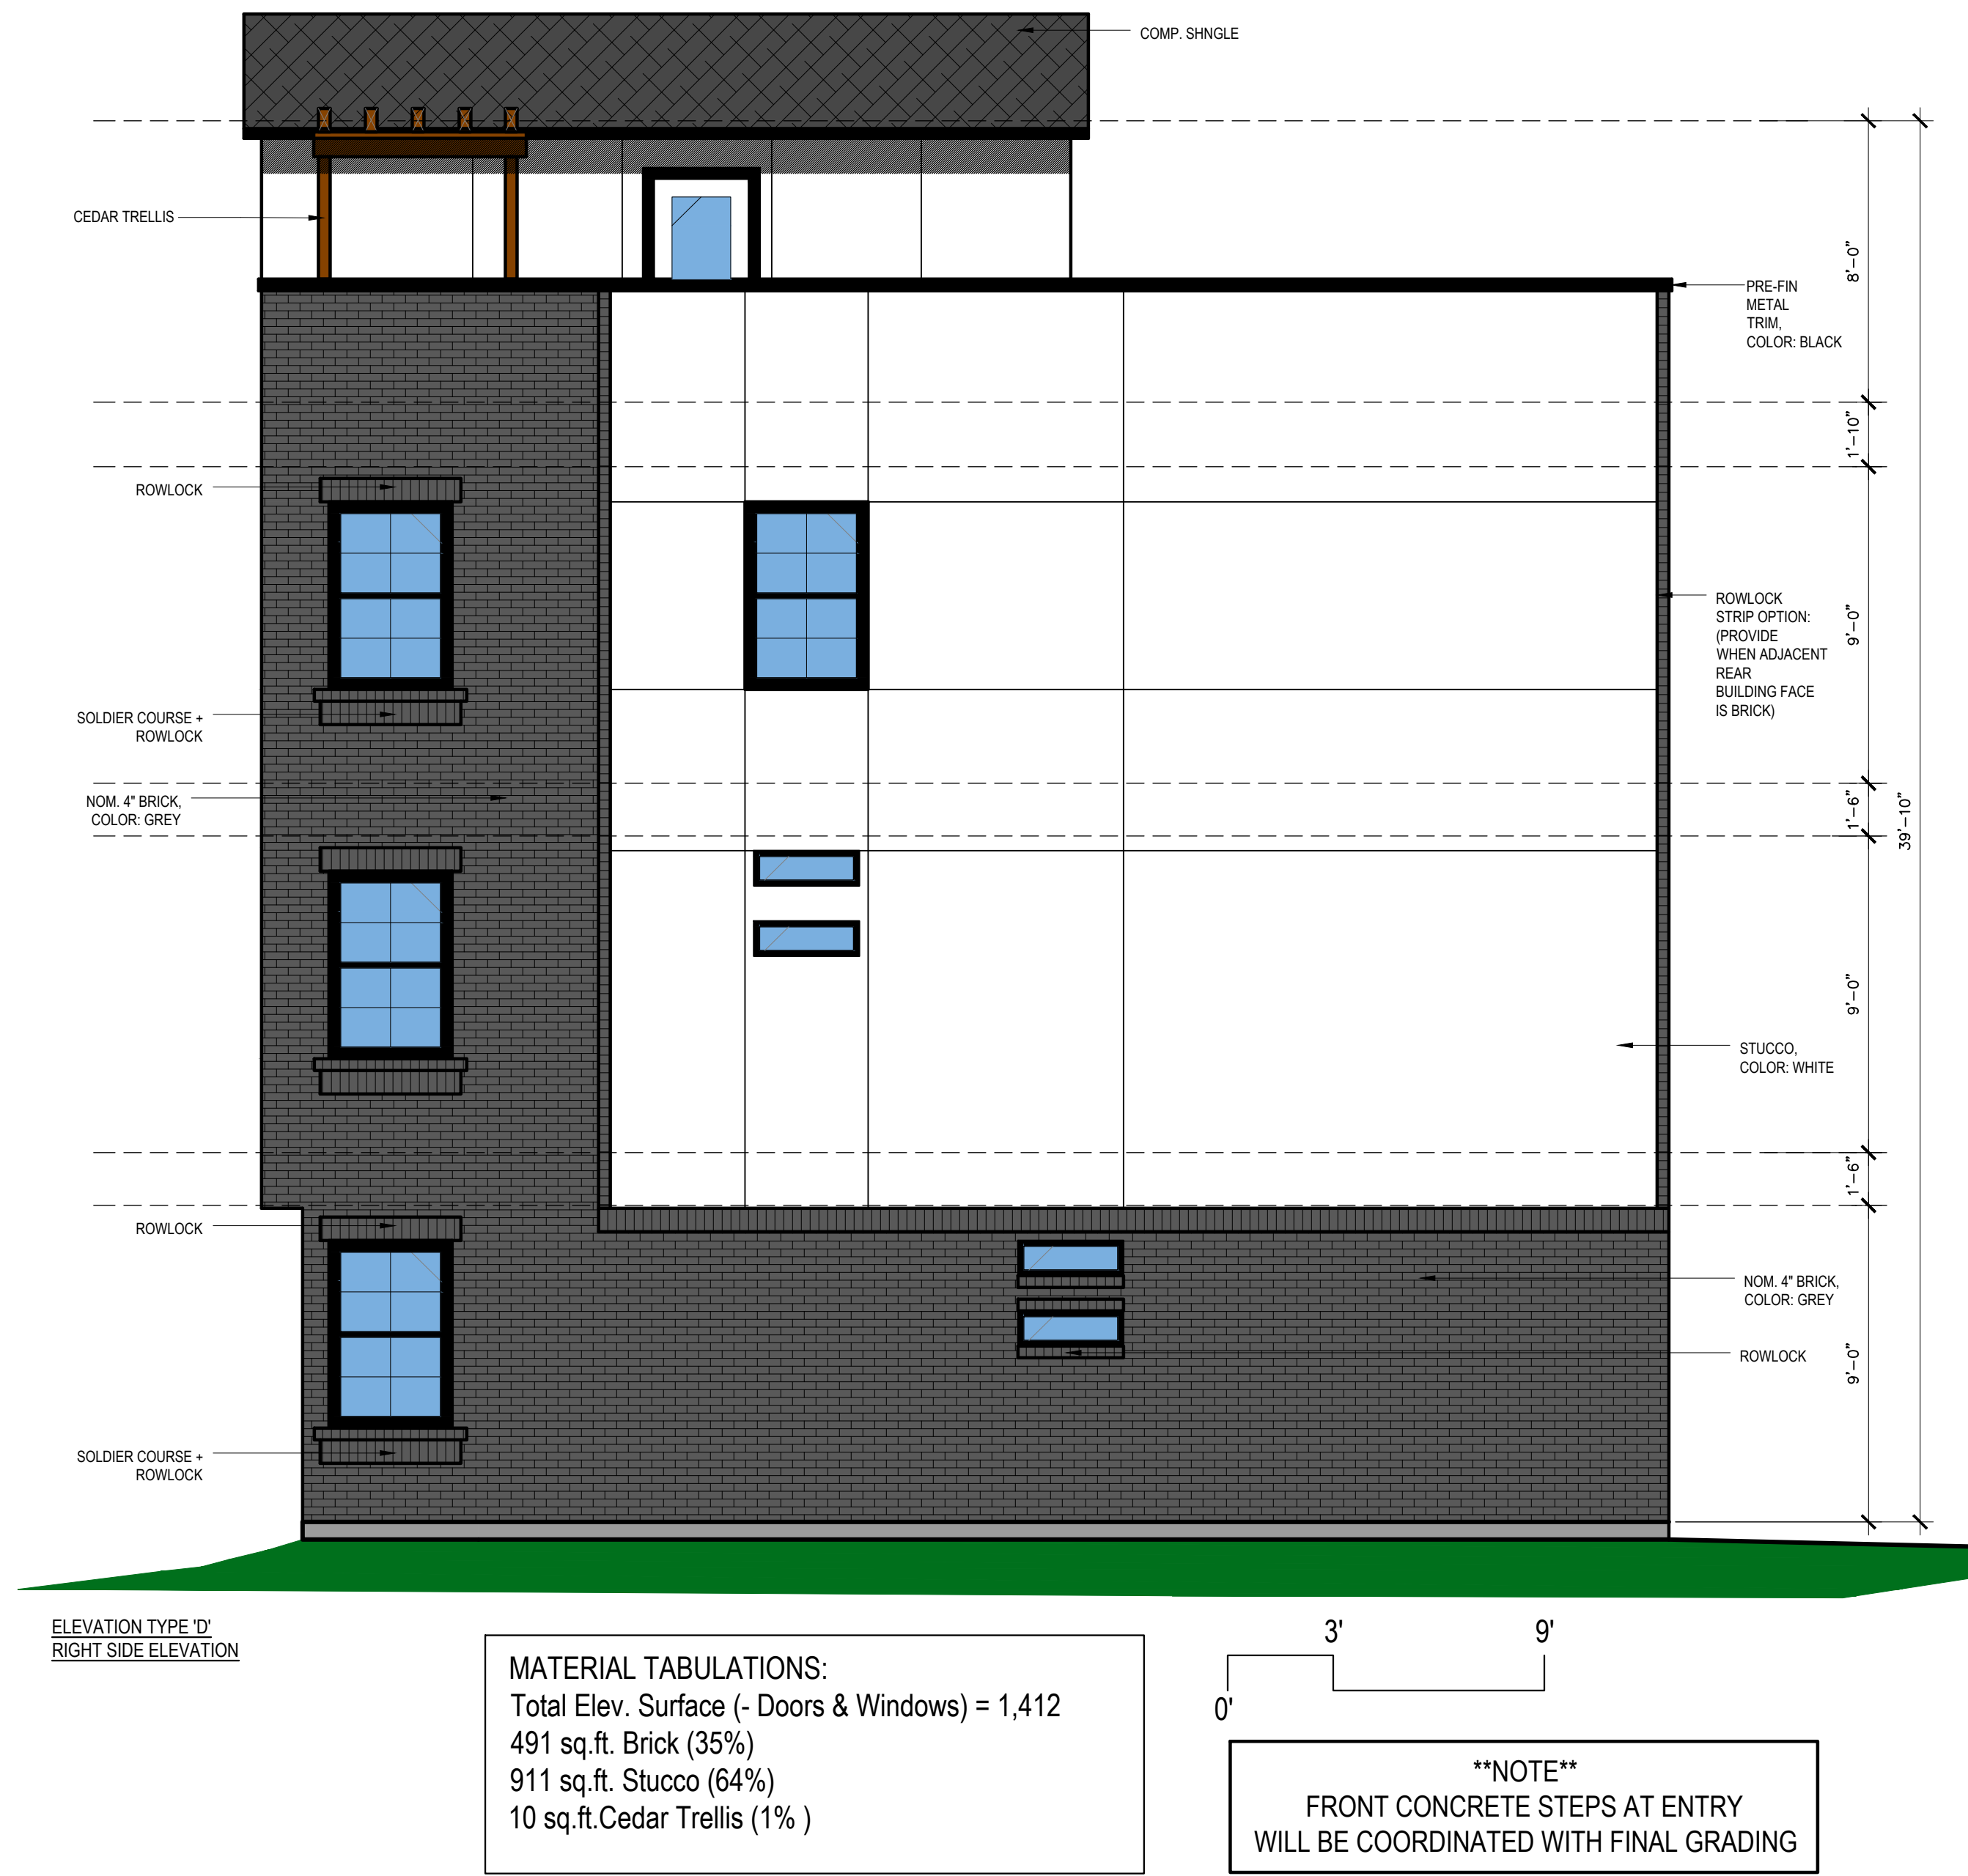 COMP. SHNGLE
CEDAR TRELLIS
8'-0"
PRE-FIN
METAL
TRIM,
COLOR: BLACK
1'-10"
ROWLOCK
9'-0"
ROWLOCK
STRIP OPTION:
(PROVIDE
WHEN ADJACENT
REAR
BUILDING FACE
IS BRICK)
SOLDIER COURSE +
ROWLOCK
NOM. 4" BRICK,
COLOR: GREY
1'-6"
39'-10"
9'-0"
STUCCO,
COLOR: WHITE
1'-6"
ROWLOCK
NOM. 4" BRICK,
COLOR: GREY
ROWLOCK
9'-0"
SOLDIER COURSE +
ROWLOCK
ELEVATION TYPE 'D'
RIGHT SIDE ELEVATION
MATERIAL TABULATIONS:
Total Elev. Surface (- Doors & Windows) = 1,412
491 sq.ft. Brick (35%)
911 sq.ft. Stucco (64%)
10 sq.ft.Cedar Trellis (1% )
3'
9'
0'
**NOTE**
FRONT CONCRETE STEPS AT ENTRY
WILL BE COORDINATED WITH FINAL GRADING